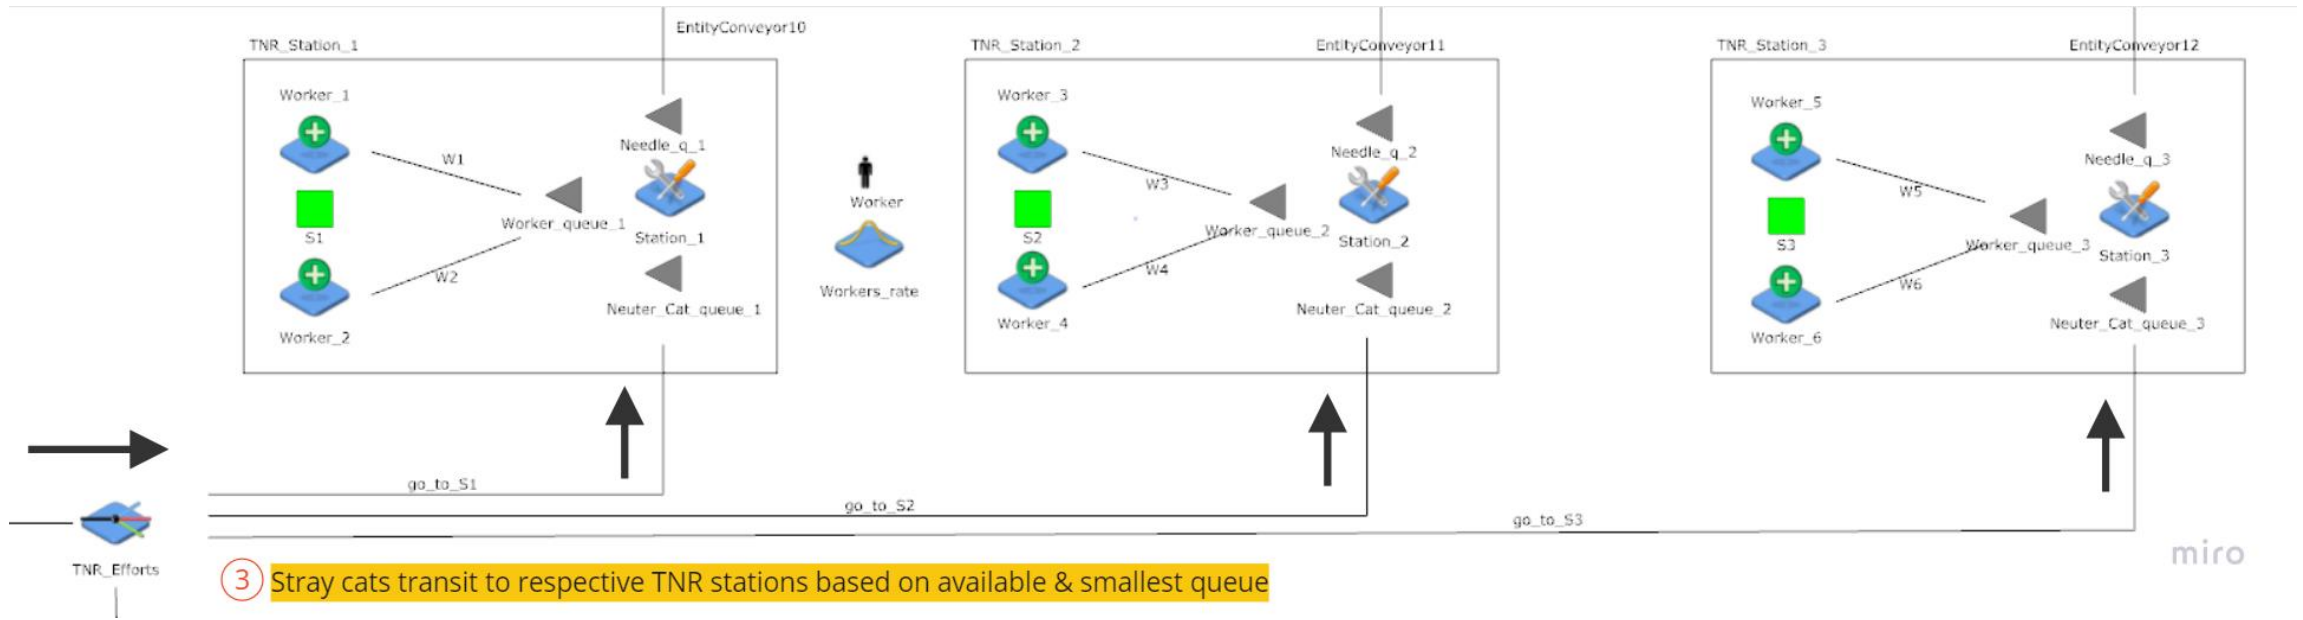 EntityConveyor10
TNR_Station_1
Worker_1
W1
Needle_q_1
Worker_queue_1
S1
Station_1
W2
Neuter_Cat_queue_1
Worker_2
Worker
Workers_rate
TNR_Station_2
EntityConveyor11
Worker_3
Needle_q_2
W3
Worker_queue_2
S2
Station_2
W4
Neuter_Cat_queue_2
Worker_4
TNR_Station_3
EntityConveyor12
Worker_5
Needle_q_3
W5
S3
Worker_queue_3
Station_3
W6
Neuter_Cat_queue_3
Worker_6
go_to_S1
go_to_S2
go_to_S3
TNR_Efforts
3 Stray cats transit to respective TNR stations based on available & smallest queue
miro